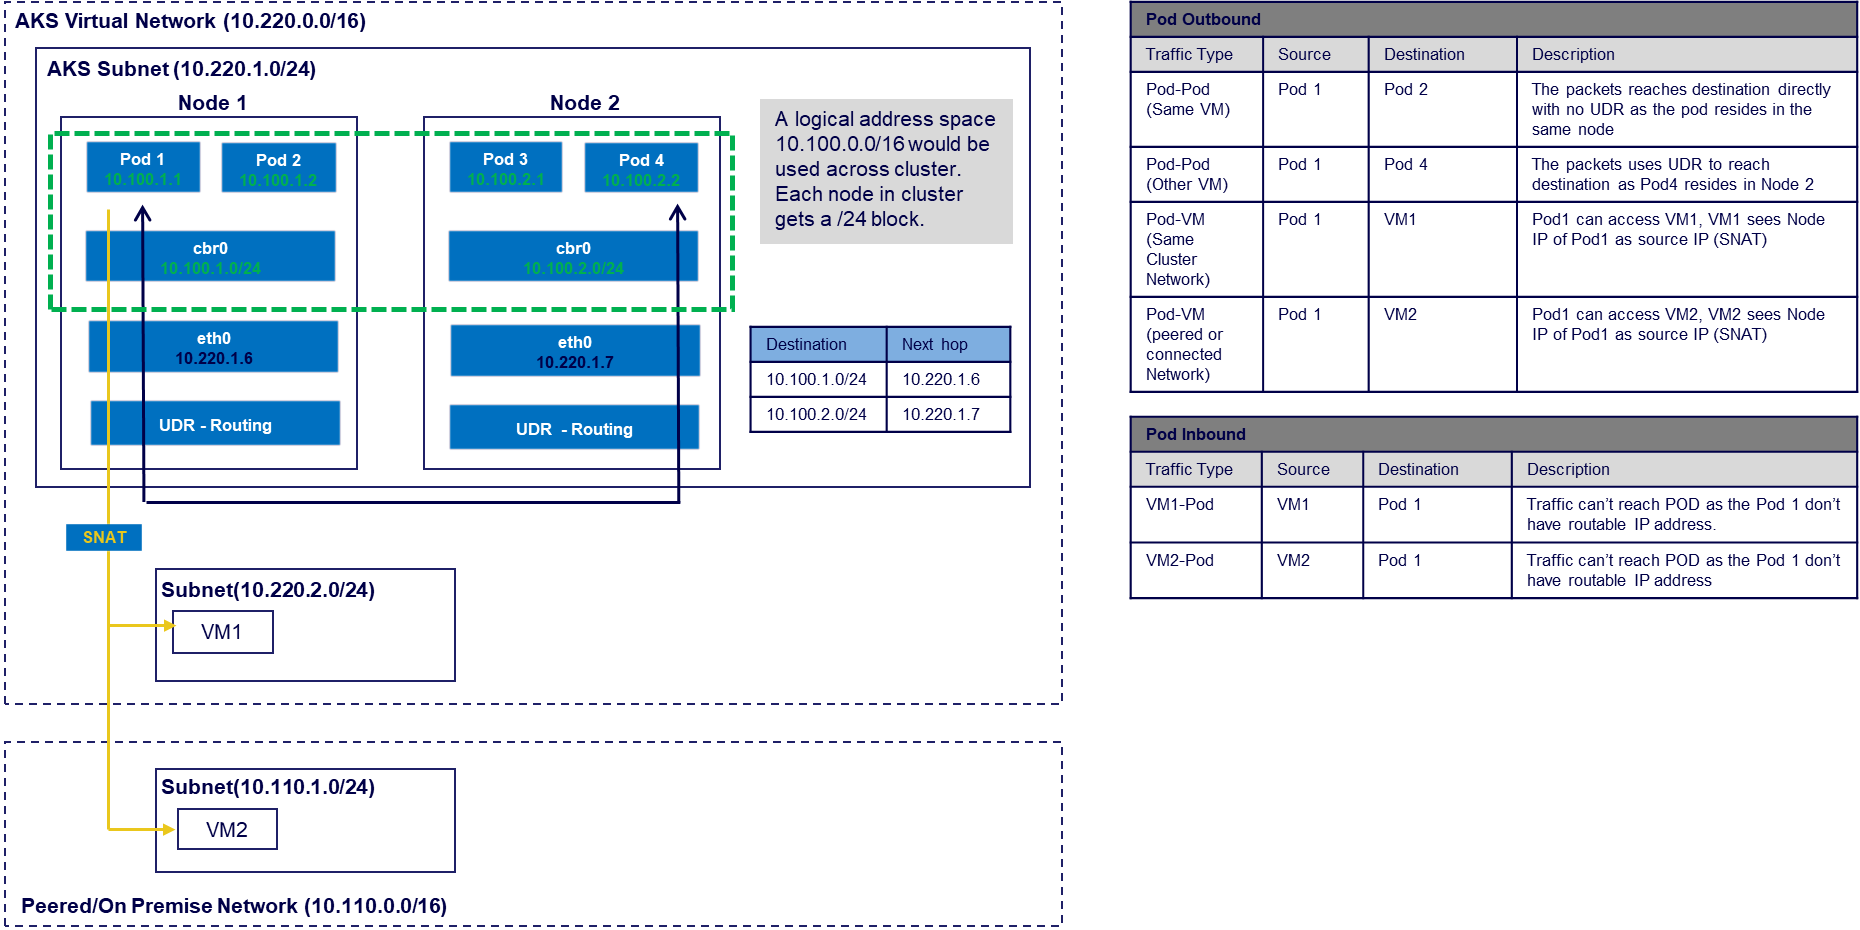 AKS Virtual Network (10.220.0.0/16)
AKS Subnet (10.220.1.0/24)
Node 1
Node 2
Pod 1
10.100.1.1
Pod 2
10.100.1.2
Pod 3
10.100.2.1
Pod 4
10.100.2.2
cbr0
10.100.1.0/24
cbr0
10.100.2.0/24
eth0
10.220.1.6
eth0
10.220.1.7
UDR - Routing
UDR - Routing
A logical address space
10.100.0.0/16 would be
used across cluster.
Each node in cluster
gets a /24 block.
Destination Next hop
10.100.1.0/24 10.220.1.6
10.100.2.0/24 10.220.1.7
SNAT
Subnet(10.220.2.0/24)
VM1
Subnet(10.110.1.0/24)
VM2
Peered/On Premise Network (10.110.0.0/16)
Pod Outbound
Traffic Type Source Destination Description
Pod-Pod
(Same VM)
Pod 1
Pod 2
The packets reaches destination directly
with no UDR as the pod resides in the
same node
Pod-Pod
(Other VM)
Pod 1
Pod 4
The packets uses UDR to reach
destination as Pod4 resides in Node 2
Pod-VM
(Same
Cluster
Network)
Pod 1
VM1
Pod1 can access VM1, VM1 sees Node
IP of Pod1 as source IP (SNAT)
Pod-VM
(peered or
connected
Network)
Pod 1
VM2
Pod1 can access VM2, VM2 sees Node
IP of Pod1 as source IP (SNAT)
Pod Inbound
Traffic Type Source Destination Description
VM1-Pod
VM1
Pod 1
Traffic can’t reach POD as the Pod 1 don’t
have routable IP address.
VM2-Pod
VM2
Pod 1
Traffic can’t reach POD as the Pod 1 don’t
have routable IP address